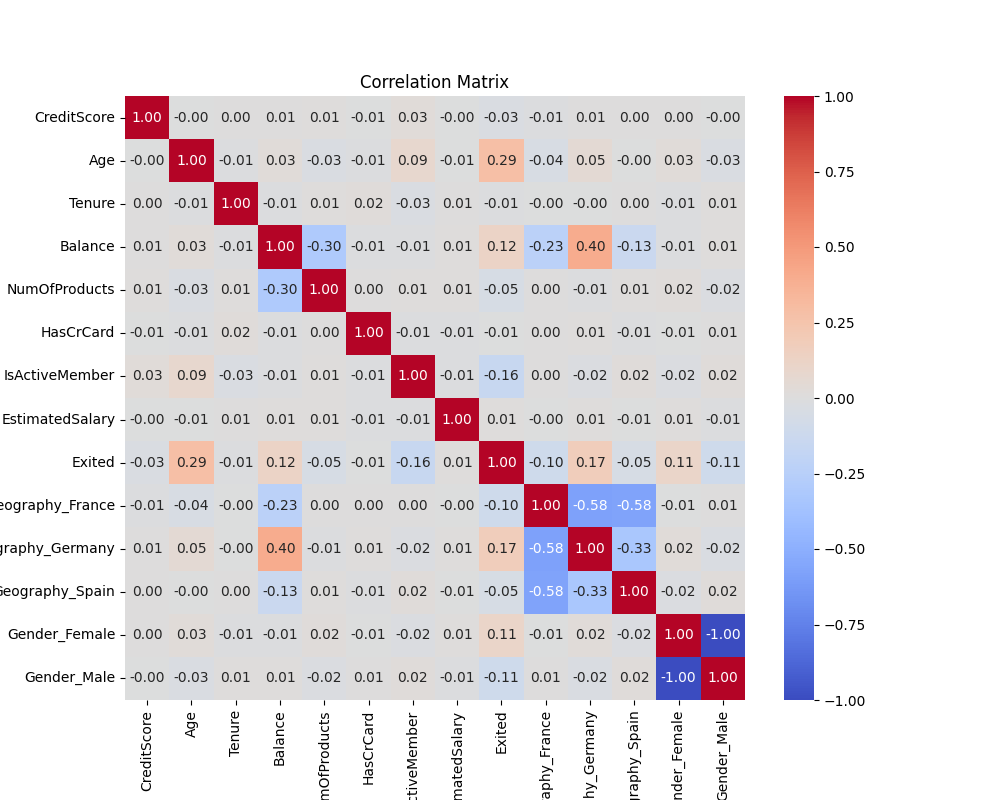 Correlation Matrix
CreditScore 1.00 -0.00 0.00 0.01 0.01 -0.01 0.03 -0.00 -0.03 -0.01 0.01 0.00 0.00 -0.00
Age -0.00 1.00 -0.01 0.03 -0.03 -0.01 0.09 -0.01 0.29 -0.04 0.05 -0.00 0.03 -0.03
Tenure 0.00 -0.01 1.00 -0.01 0.01 0.02 -0.03 0.01 -0.01 -0.00 -0.00 0.00 -0.01 0.01
Balance 0.01 0.03 -0.01 1.00 -0.30 -0.01 -0.01 0.01 0.12 -0.23 0.40 -0.13 -0.01 0.01
NumOfProducts 0.01 -0.03 0.01 -0.30 1.00 0.00 0.01 0.01 -0.05 0.00 -0.01 0.01 0.02 -0.02
HasCrCard -0.01 -0.01 0.02 -0.01 0.00 1.00 -0.01 -0.01 -0.01 0.00 0.01 -0.01 -0.01 0.01
IsActiveMember 0.03 0.09 -0.03 -0.01 0.01 -0.01 1.00 -0.01 -0.16 0.00 -0.02 0.02 -0.02 0.02
EstimatedSalary -0.00 -0.01 0.01 0.01 0.01 -0.01 -0.01 1.00 0.01 -0.00 0.01 -0.01 0.01 -0.01
Exited -0.03 0.29 -0.01 0.12 -0.05 -0.01 -0.16 0.01 1.00 -0.10 0.17 -0.05 0.11 -0.11
eography_France -0.01 -0.04 -0.00 -0.23 0.00 0.00 0.00 -0.00 -0.10 1.00 -0.58 -0.58 -0.01 0.01
graphy_Germany 0.01 0.05 -0.00 0.40 -0.01 0.01 -0.02 0.01 0.17 -0.58 1.00 -0.33 0.02 -0.02
Geography_Spain 0.00 -0.00 0.00 -0.13 0.01 -0.01 0.02 -0.01 -0.05 -0.58 -0.33 1.00 -0.02 0.02
Gender_Female 0.00 0.03 -0.01 -0.01 0.02 -0.01 -0.02 0.01 0.11 -0.01 0.02 -0.02 1.00 -1.00
Gender_Male -0.00 -0.03 0.01 0.01 -0.02 0.01 0.02 -0.01 -0.11 0.01 -0.02 0.02 -1.00 1.00
CreditScore
Age
Tenure
Balance
mOfProducts
HasCrCard
ctiveMember
matedSalary
Exited
aphy_France
hy_Germany
graphy_Spain
nder_Female
Gender_Male
1.00
0.75
0.50
0.25
0.00
−0.25
−0.50
−0.75
−1.00